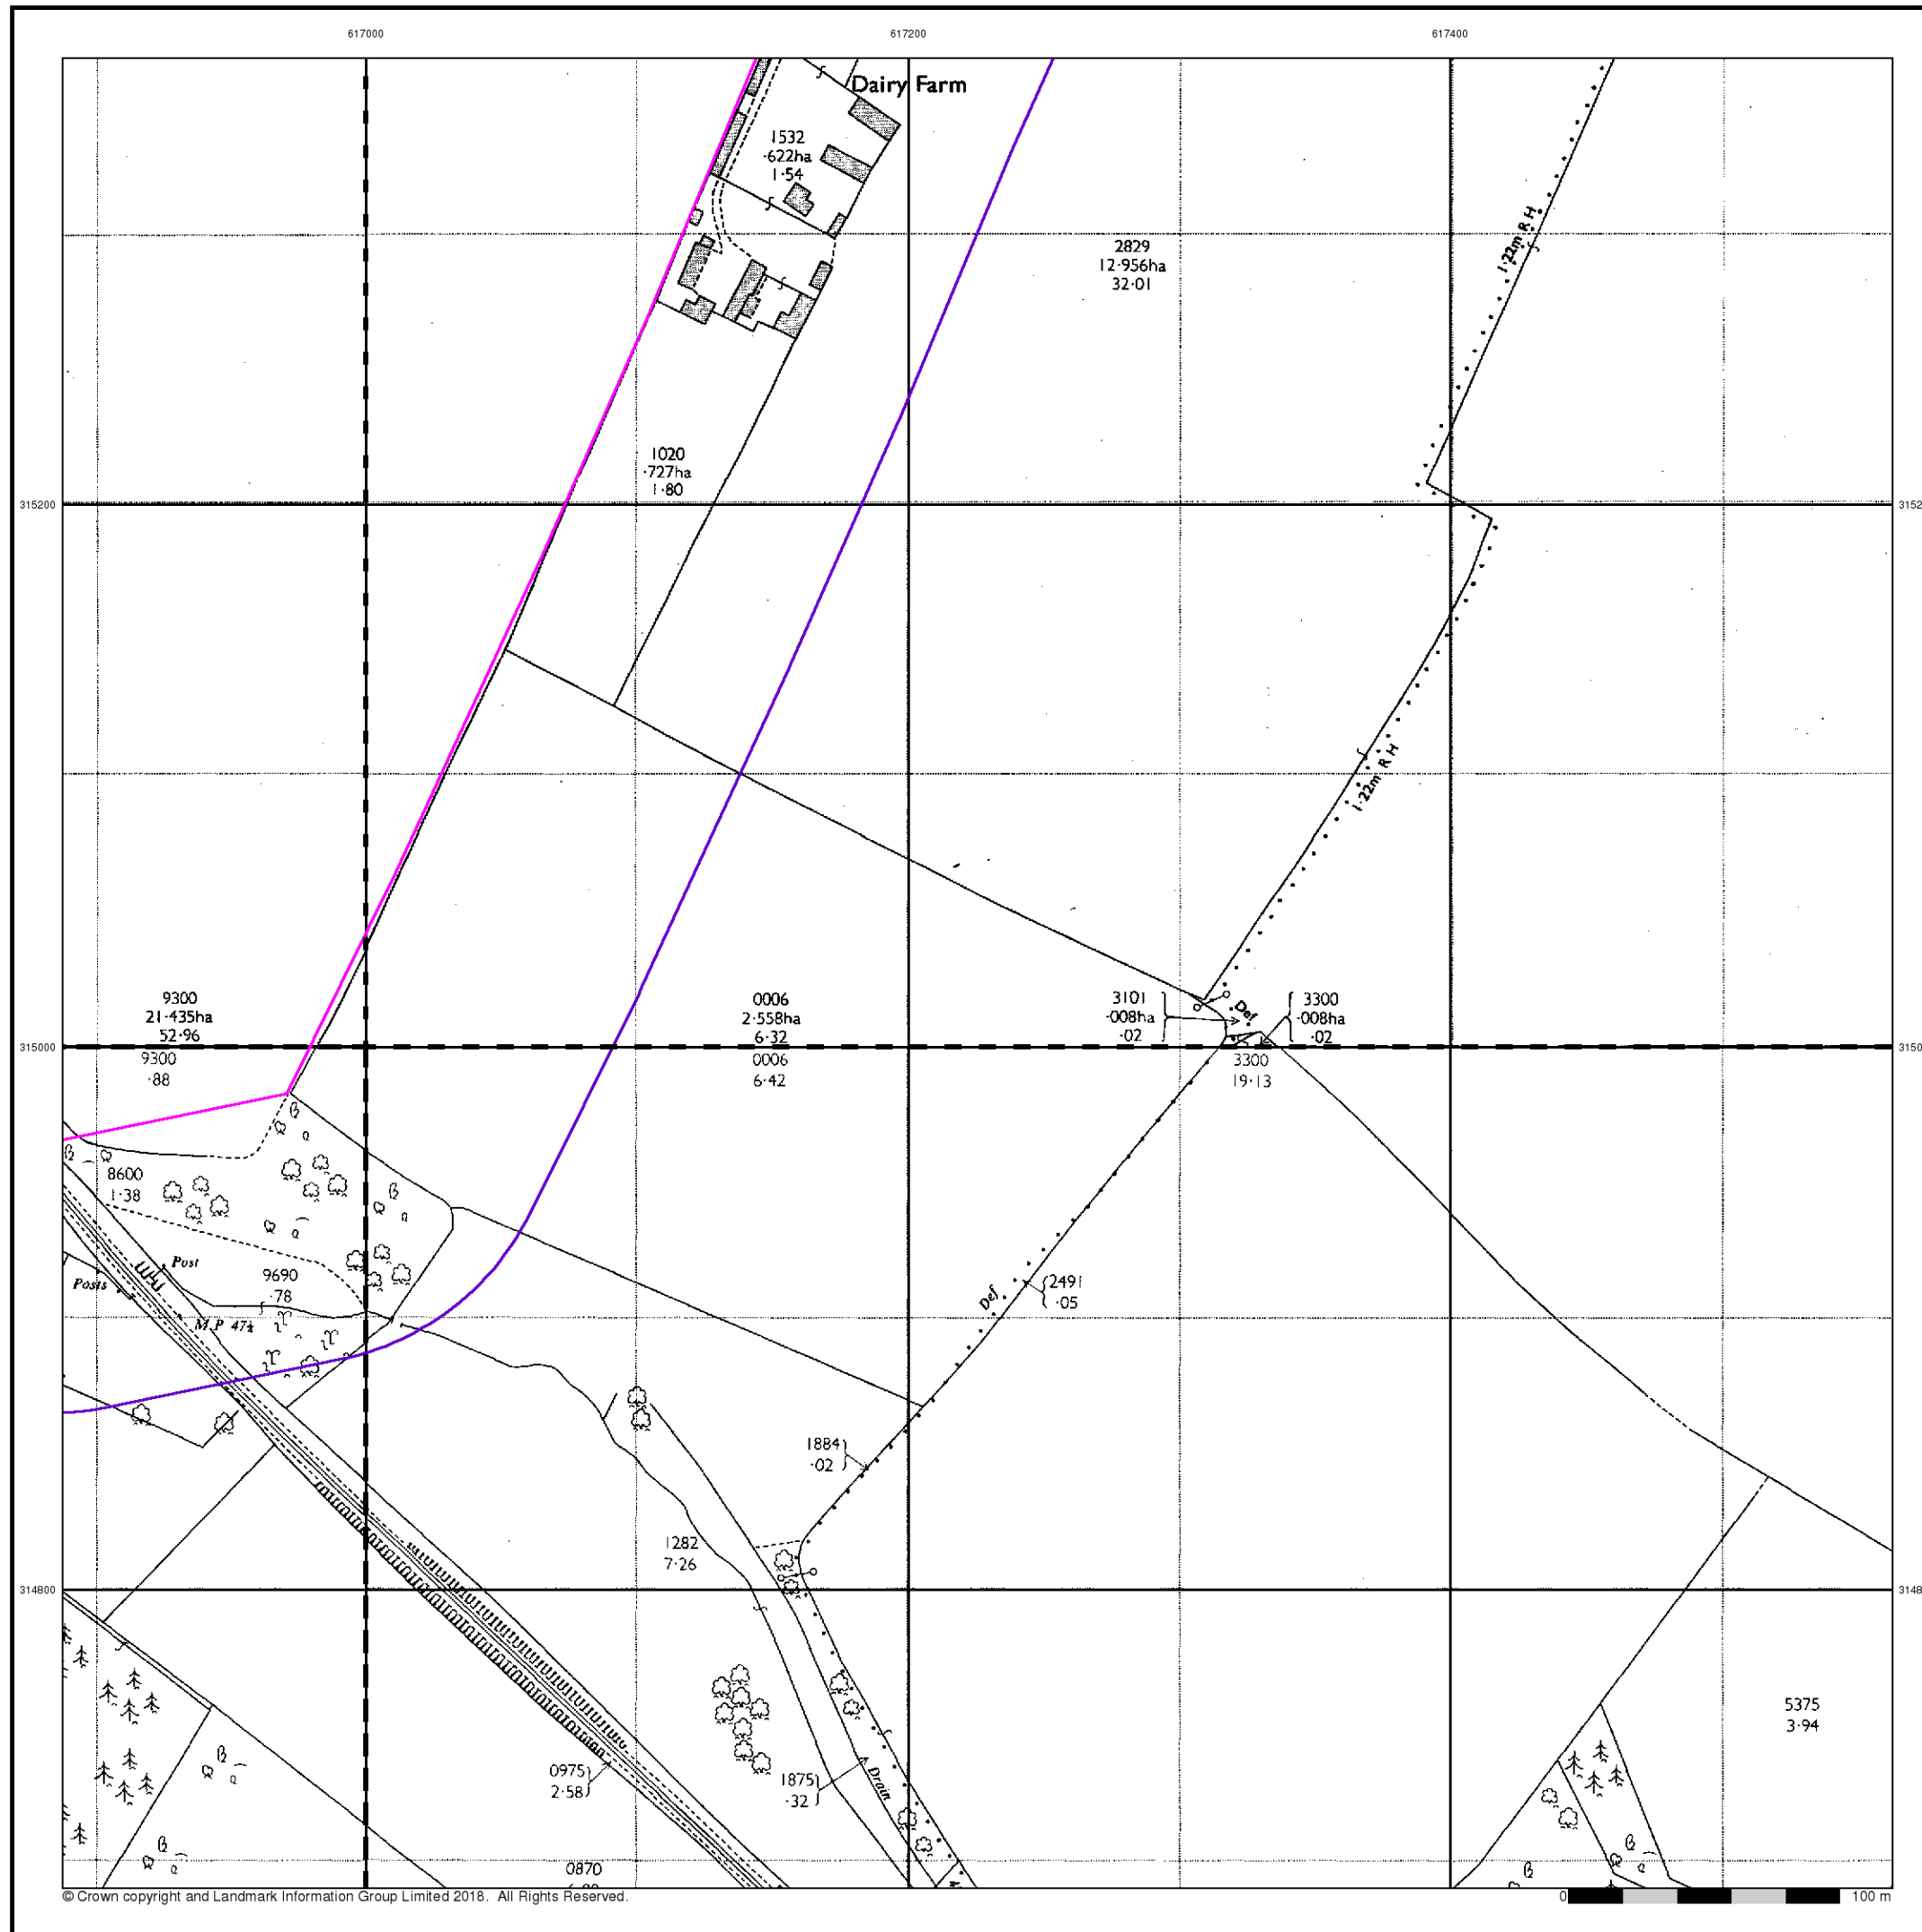 617000
617200
617400
Dairy Farm
1532
·622ha
1·54
1·22m R H
2829
12·956ha
32·01
1020
·727ha
1·80
315200
3152
1·22m R H
9300
21·435ha
52·96
0006
2·558ha
6·32
3101
·008ha
·02
Def
3300
·008ha
·02
315000
3150
9300
·88
0006
6·42
3300
19·13
8600
1·38
Post
Posts
9690
·78
M.P 47¼
Def
2491
·05
1884
·02
1282
7·26
314800
3148
5375
3·94
0975
2·58
1875
·32
Drain
0870
© Crown copyright and Landmark Information Group Limited 2018. All Rights Reserved.
0
100 m